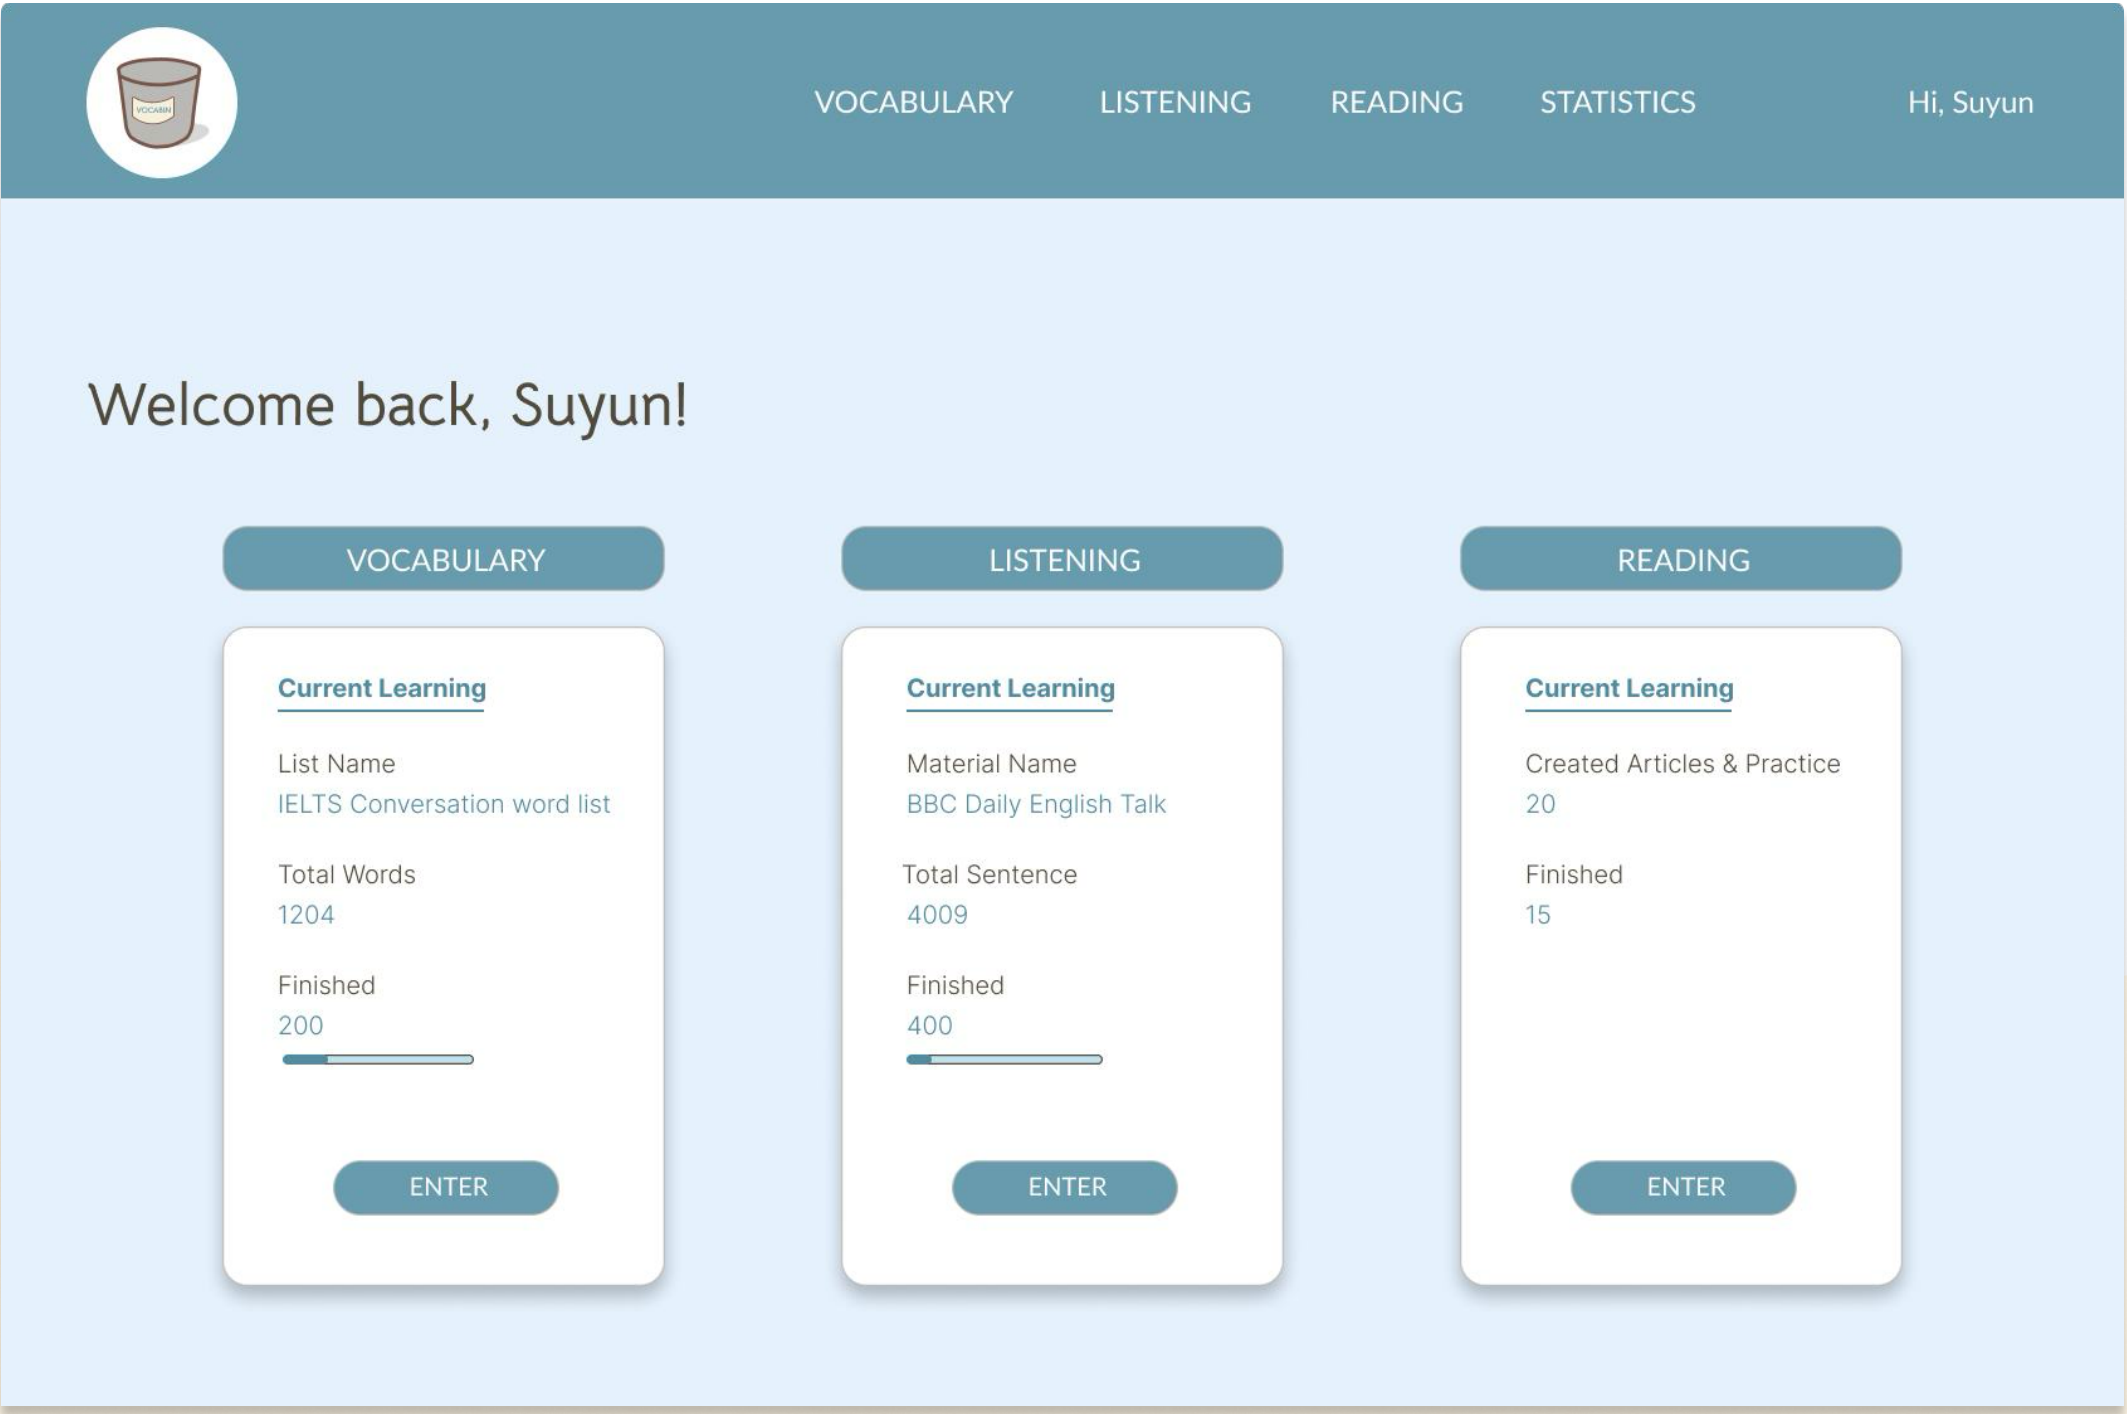 VOCABIN
VOCABULARY LISTENING READING STATISTICS Hi, Suyun
Welcome back, Suyun!
VOCABULARY
Current Learning
List Name
IELTS Conversation word list
Total Words
1204
Finished
200
ENTER
LISTENING
Current Learning
Material Name
BBC Daily English Talk
Total Sentence
4009
Finished
400
ENTER
READING
Current Learning
Created Articles & Practice
20
Finished
15
ENTER